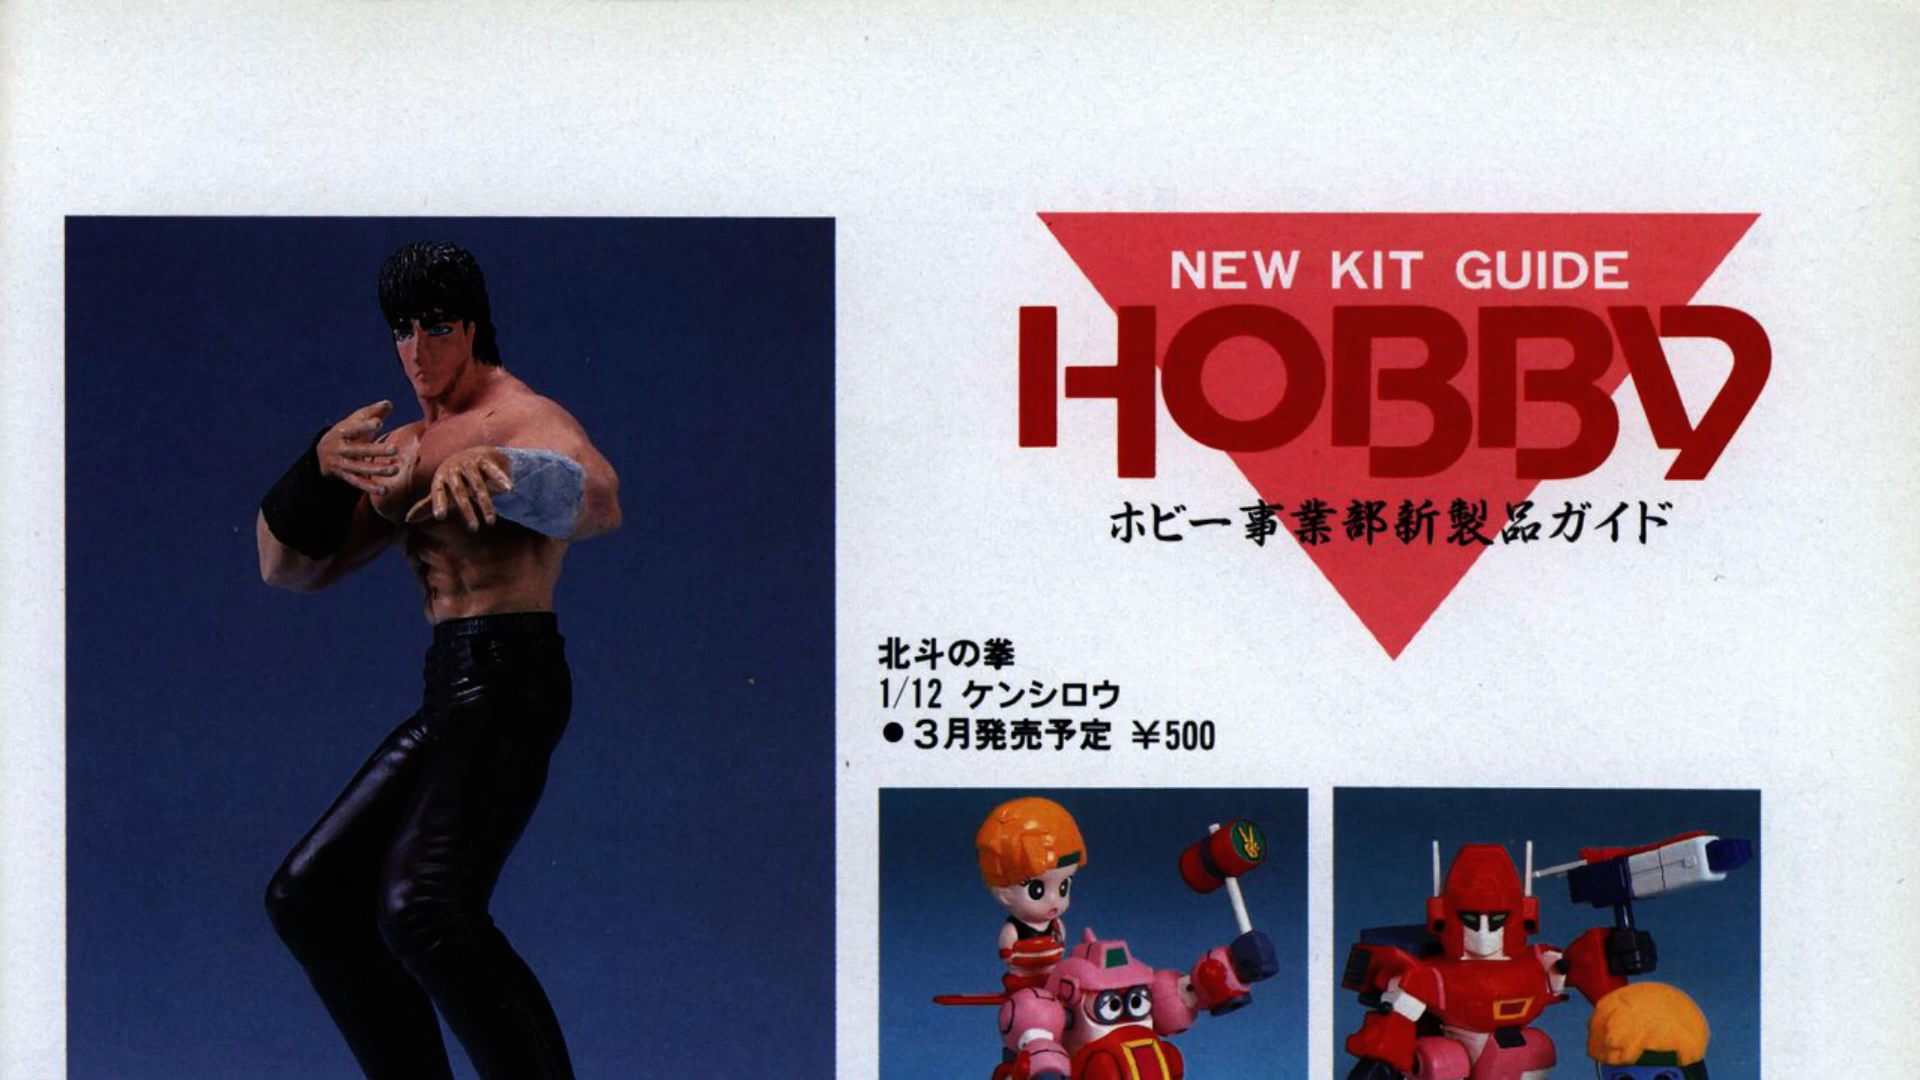 NEW KIT GUIDE
HOBBY
ホビー事業部新製品ガイド
北斗の拳
1/12 ケンシロウ
●3月発売予定 ¥500